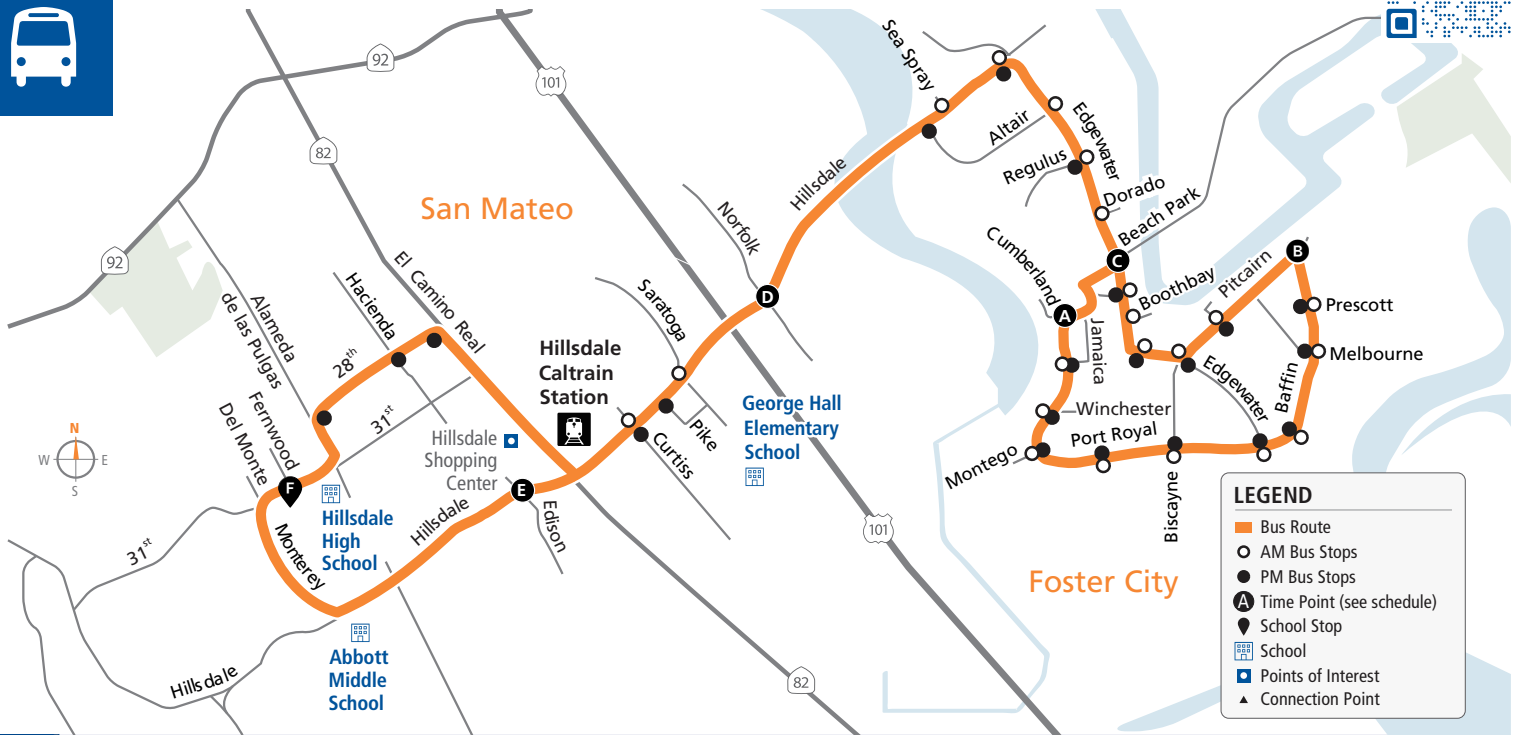 92
101
82
92
San Mateo
Sea Spray
Altair
Edgewater
Regulus
Dorado
Beach Park
Hillsdale
Norfolk
Cumberland
C
B
A
D
Boothbay
Pitcairn
Prescott
Melbourne
Jamaica
Baffin
Edgewater
Winchester
Port Royal
Montego
Biscayne
El Camino Real
Hacienda
Alameda
de las Pulgas
28th
31st
Fernwood
Del Monte
Saratoga
Hillsdale
Caltrain
Station
Hillsdale
Shopping
Center
Pike
Curtiss
George Hall
Elementary
School
N
W
E
S
F
E
Edison
Hillsdale
Hillsdale
High
School
Monterey
31st
Abbott
Middle
School
Hillsdale
101
82
Foster City
LEGEND
Bus Route
AM Bus Stops
PM Bus Stops
A Time Point (see schedule)
School Stop
School
Points of Interest
Connection Point